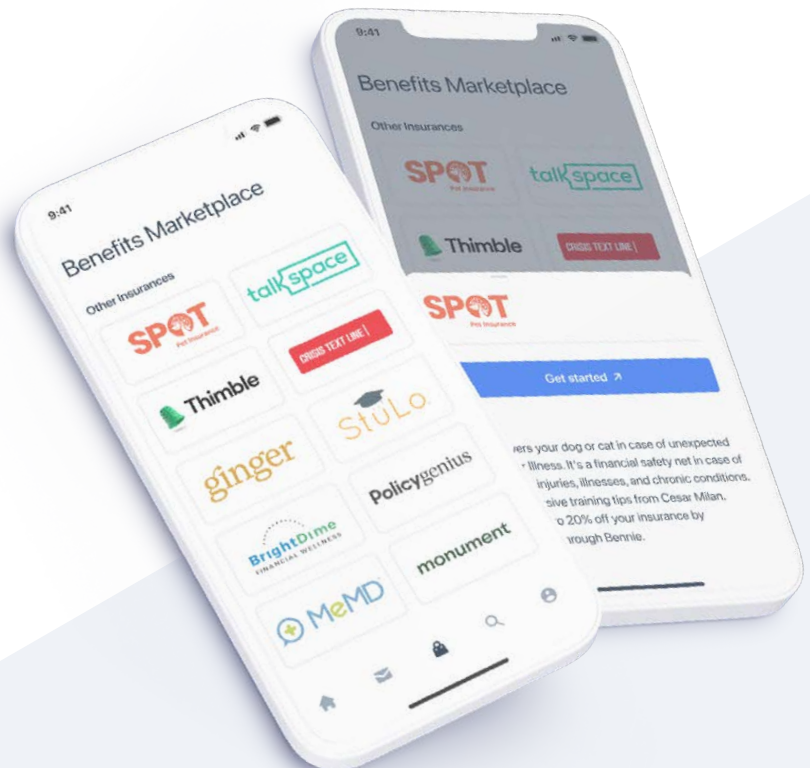 9:41
Benefits Marketplace
Other Insurances
SPOT
Pet Insurance
talkspace
Thimble
CRISIS TEXT LINE|
ginger
StuLo.
BrightDime
FINANCIAL WELLNESS
Policygenius
MeMD
monument
9:41
Benefits Marketplace
Other Insurances
SPOT
Pet Insurance
talkspace
Thimble
CRISIS TEXT LINE|
SPOT
Pet Insurance
Get started ↗
your dog or cat in case of unexpected
Illness. It's a financial safety net in case of
injuries, illnesses, and chronic conditions.
training tips from Cesar Milan.
20% off your insurance by
Bennie.